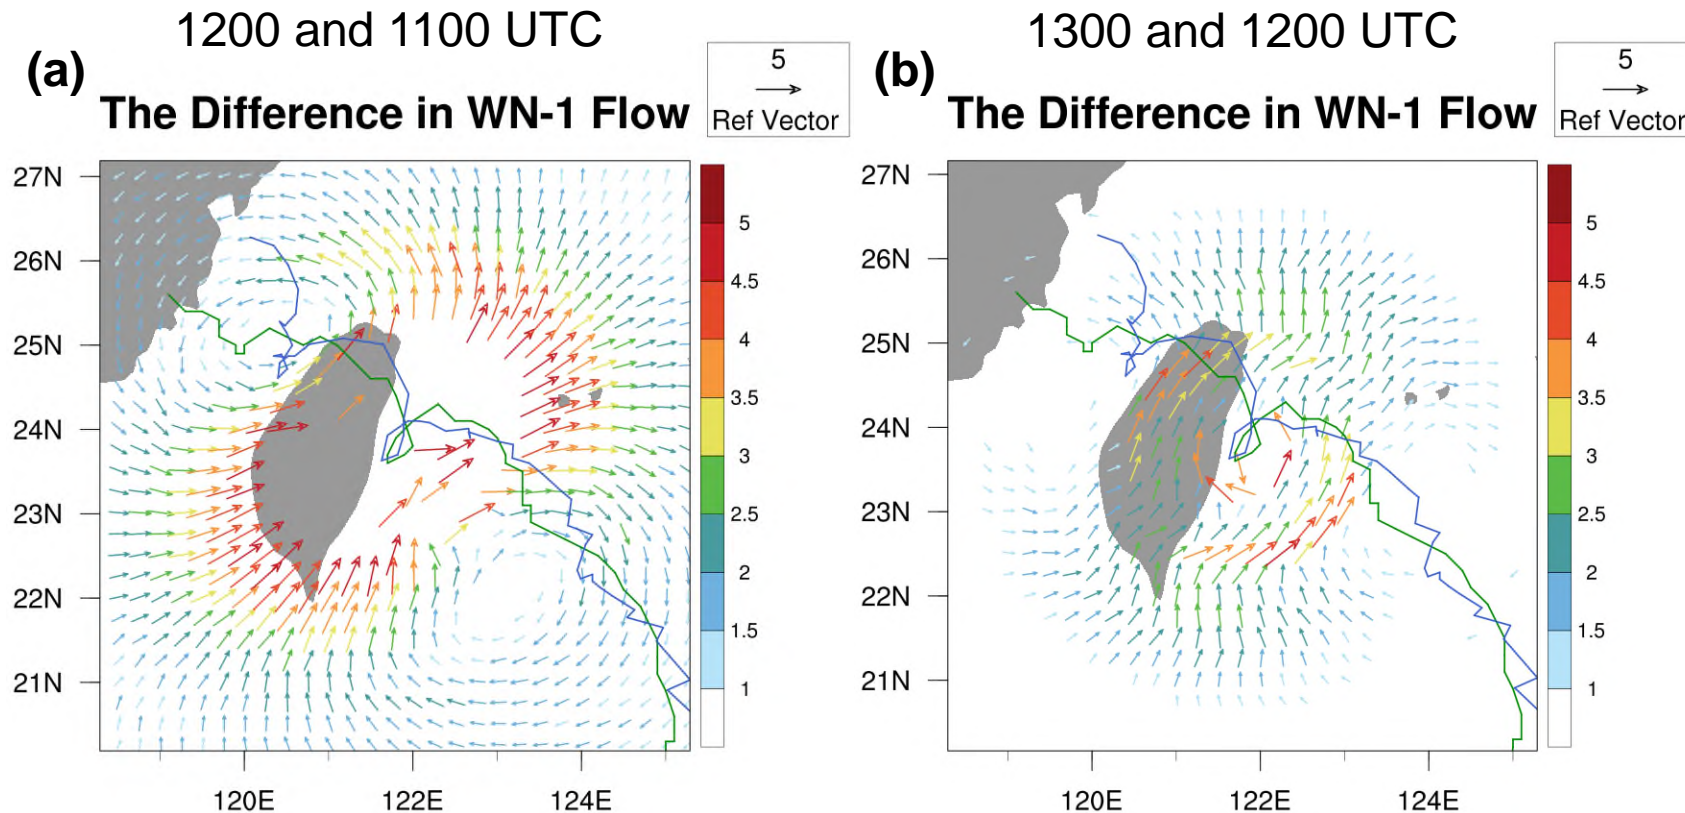 1200 and 1100 UTC
(a)
5
Ref Vector
The Difference in WN-1 Flow
27N
26N
25N
24N
23N
22N
21N
120E
122E
124E
5
4.5
4
3.5
3
2.5
2
1.5
1
1300 and 1200 UTC
(b)
5
Ref Vector
The Difference in WN-1 Flow
27N
26N
25N
24N
23N
22N
21N
120E
122E
124E
5
4.5
4
3.5
3
2.5
2
1.5
1